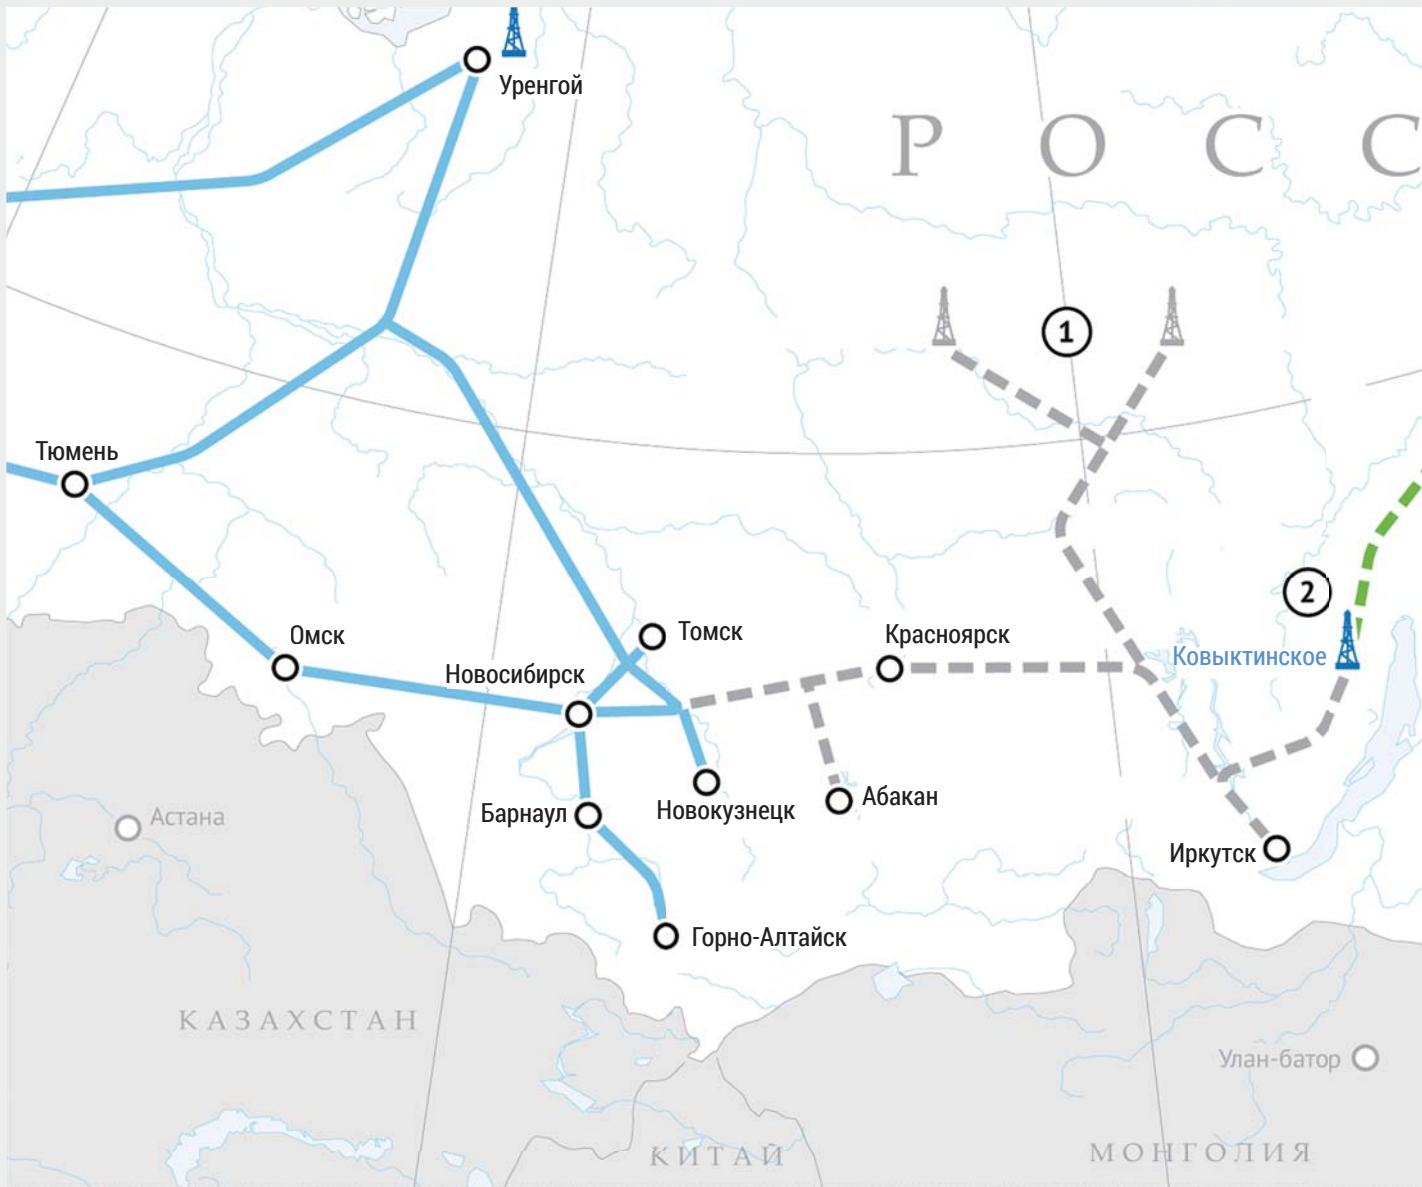 Уренгой
Р О С С
1
Тюмень
2
Омск
Томск
Красноярск
Ковыктинское
Новосибирск
Абакан
Новокузнецк
Барнаул
Астана
Иркутск
Горно-Алтайск
КАЗАХСТАН
Улан-батор
КИТАЙ
МОНГОЛИЯ